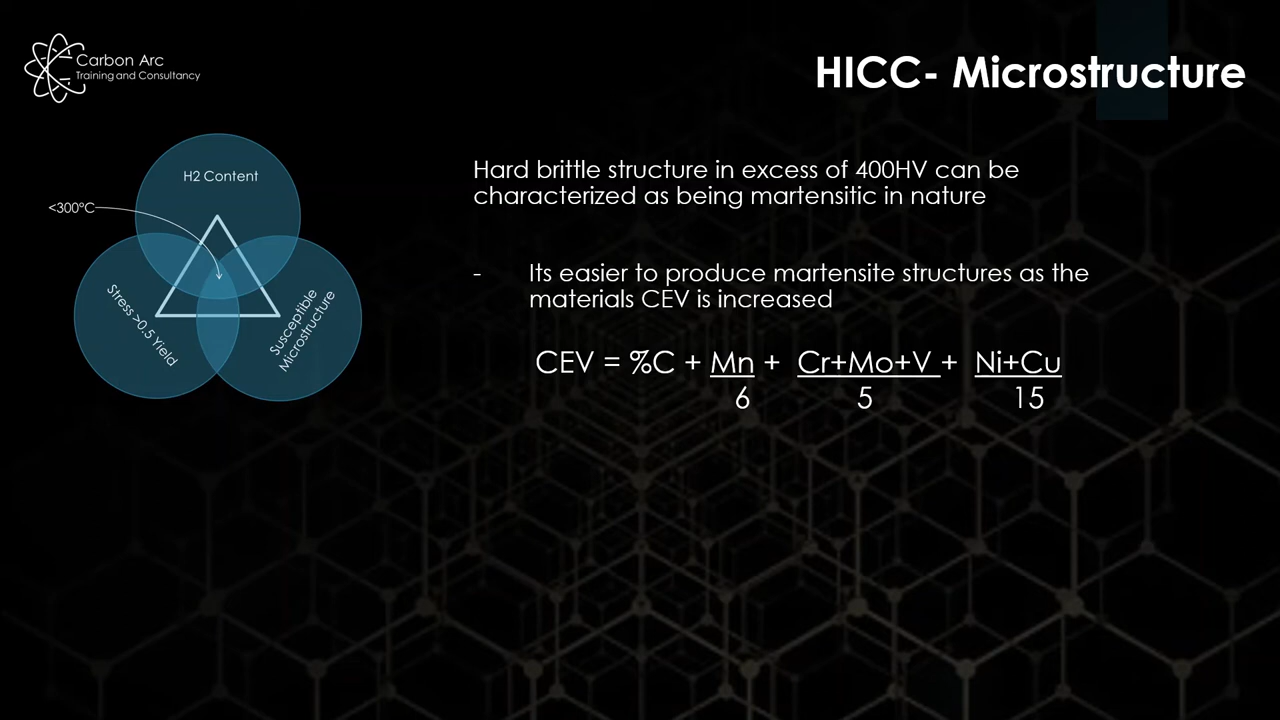 Carbon Arc
Training and Consultancy
HICC- Microstructure
H2 Content
<300°C
Stress >0.5 Yield
Susceptible
Microstructure
Hard brittle structure in excess of 400HV can be
characterized as being martensitic in nature
- Its easier to produce martensite structures as the
materials CEV is increased
CEV = %C + Mn + Cr+Mo+V + Ni+Cu
6 5 15